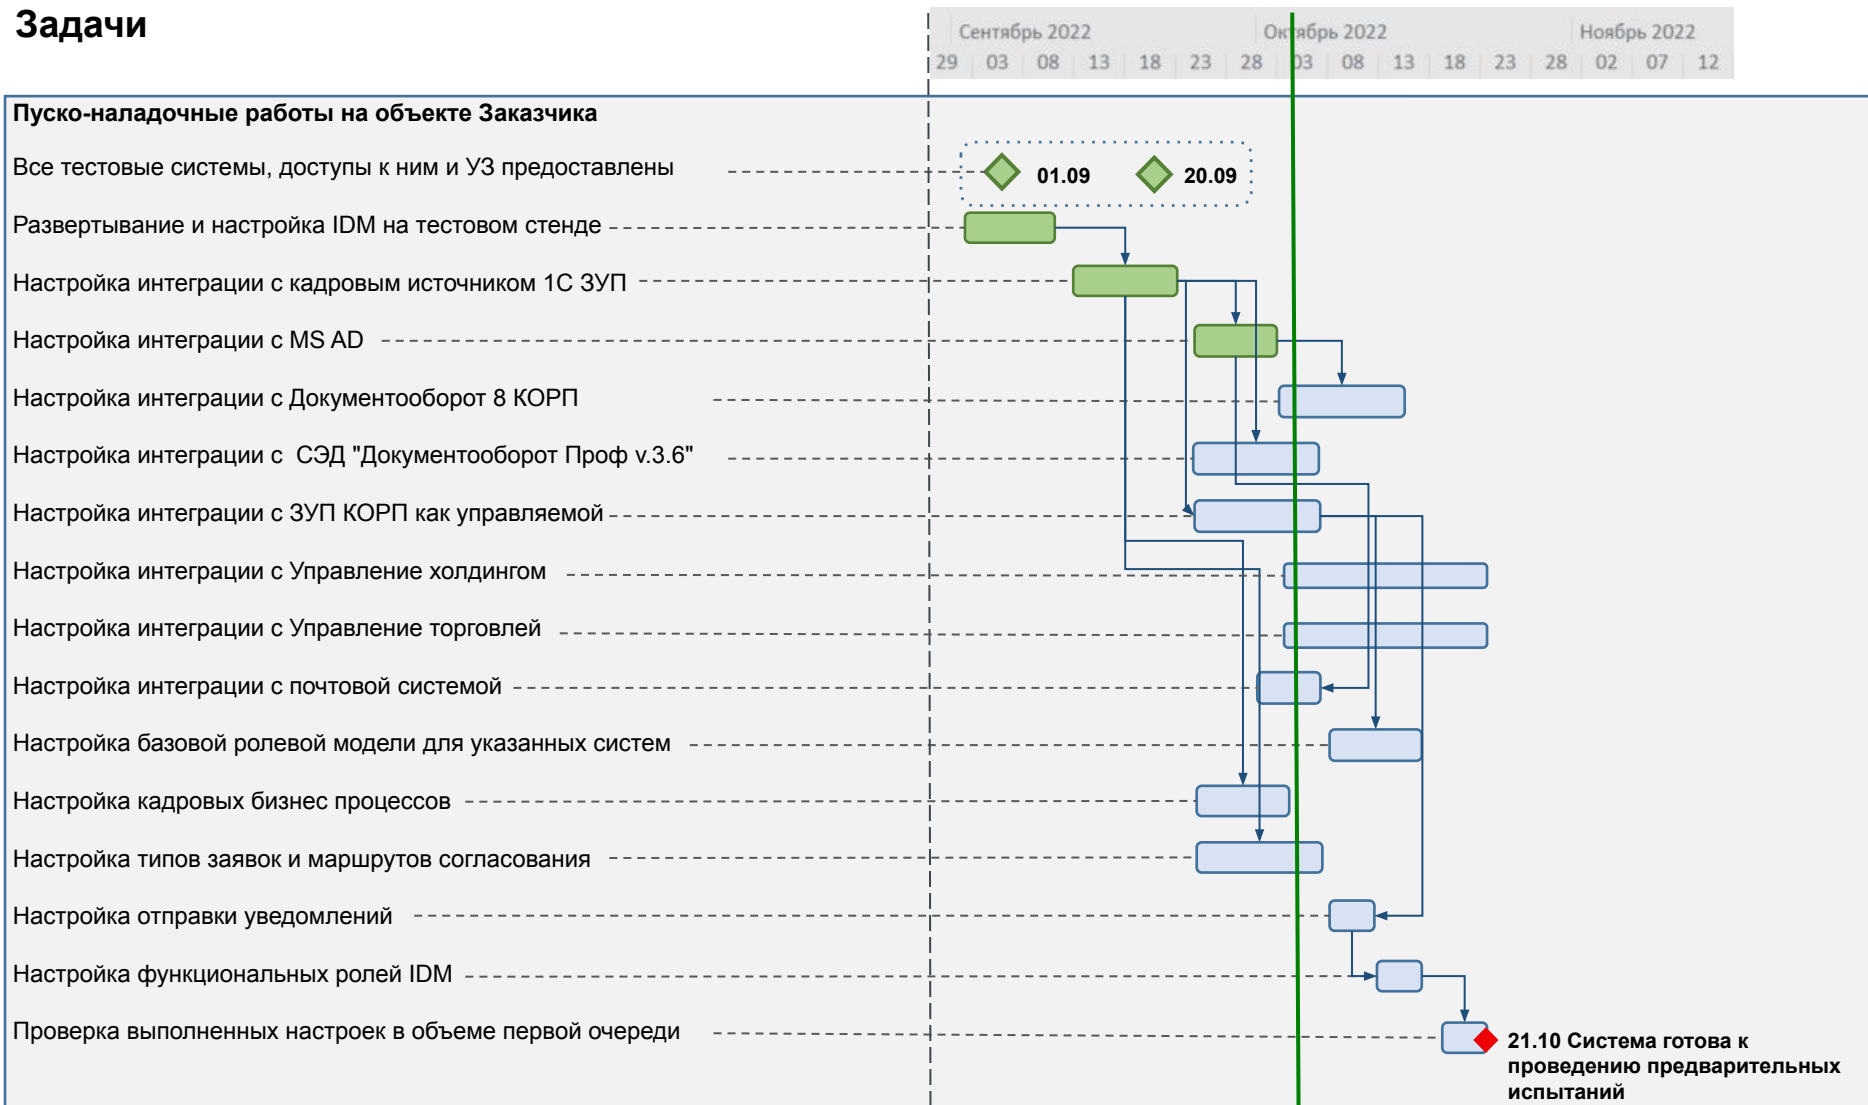 Задачи
Сентябрь 2022 Октябрь 2022 Ноябрь 2022
29 03 08 13 18 23 28 03 08 13 18 23 28 02 07 12
Пуско-наладочные работы на объекте Заказчика
Все тестовые системы, доступы к ним и УЗ предоставлены 01.09 20.09
Развертывание и настройка IDM на тестовом стенде
Настройка интеграции с кадровым источником 1С ЗУП
Настройка интеграции с MS AD
Настройка интеграции с Документооборот 8 КОРП
Настройка интеграции с СЭД "Документооборот Проф v.3.6"
Настройка интеграции с ЗУП КОРП как управляемой
Настройка интеграции с Управление холдингом
Настройка интеграции с Управление торговлей
Настройка интеграции с почтовой системой
Настройка базовой ролевой модели для указанных систем
Настройка кадровых бизнес процессов
Настройка типов заявок и маршрутов согласования
Настройка отправки уведомлений
Настройка функциональных ролей IDM
Проверка выполненных настроек в объеме первой очереди
21.10 Система готова к
проведению предварительных
испытаний